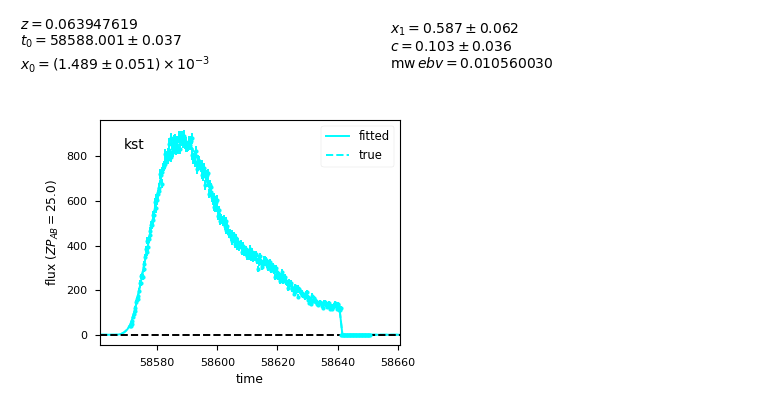 z = 0.063947619
t₀ = 58588.001 ± 0.037
x₀ = (1.489 ± 0.051) × 10⁻³
x₁ = 0.587 ± 0.062
c = 0.103 ± 0.036
mw ebv = 0.010560030
kst
fitted
true
800
600
400
200
0
flux (ZP_AB = 25.0)
58580 58600 58620 58640 58660
time